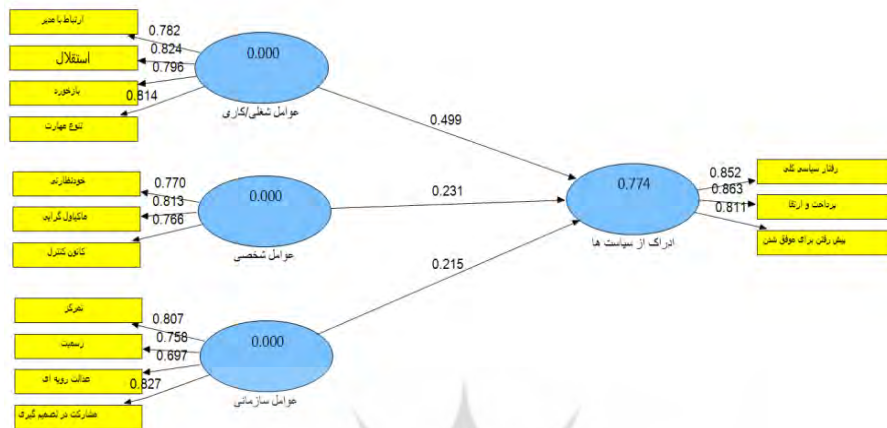 ارتباط با مدیر
استقلال
بازخورد
تنوع مهارت
0.782
0.824
0.796
0.814
0.000
عوامل شغلی/کاری
0.499
خودنظارتی
ماکیاول گرایی
کانون کنترل
0.770
0.813
0.766
0.000
عوامل شخصی
0.231
تمرکز
رسمیت
عدالت رویه ای
مشارکت در تصمیم گیری
0.807
0.758
0.697
0.827
0.000
عوامل سازمانی
0.215
0.774
ادراک از سیاست ها
0.852
0.863
0.811
رفتار سیاسی کلی
پرداخت و ارتقا
پیش رفتن برای موفق شدن